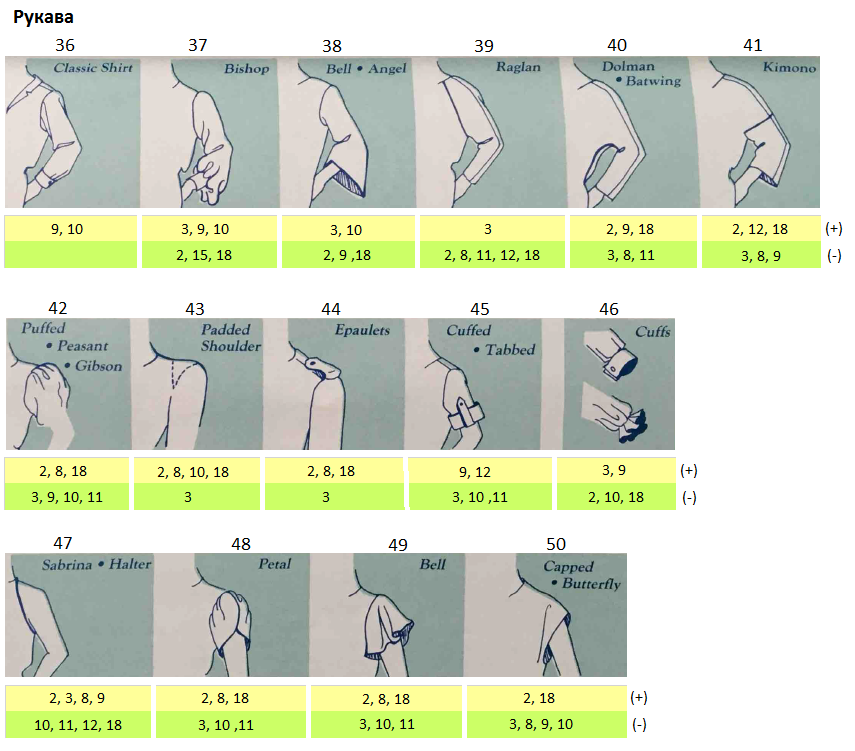 Рукава
36 37 38 39 40 41
Classic Shirt
Bishop
Bell • Angel
Raglan
Dolman
• Batwing
Kimono
9, 10 3, 9, 10 3, 10 3 2, 9, 18 2, 12, 18 (+)
2, 15, 18 2, 9 ,18 2, 8, 11, 12, 18 3, 8, 11 3, 8, 9 (-)
42 43 44 45 46
Puffed
• Peasant
• Gibson
Padded
Shoulder
Epaulets
Cuffed
• Tabbed
Cuffs
2, 8, 18 2, 8, 10, 18 2, 8, 18 9, 12 3, 9 (+)
3, 9, 10, 11 3 3 3, 10 ,11 2, 10, 18 (-)
47 48 49 50
Sabrina • Halter
Petal
Bell
Capped
• Butterfly
2, 3, 8, 9 2, 8, 18 2, 8, 18 2, 18 (+)
10, 11, 12, 18 3, 10 ,11 3, 10, 11 3, 8, 9, 10 (-)